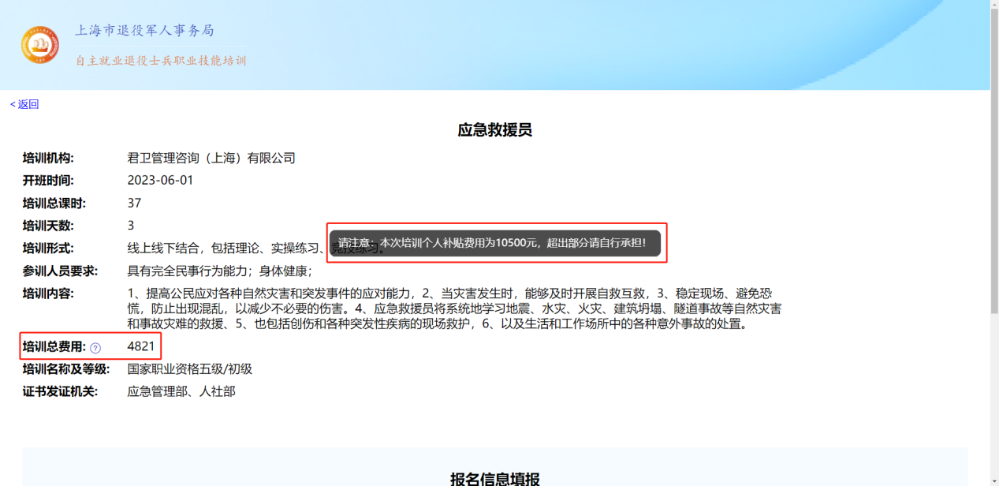 上海市退役军人事务局
自主就业退役士兵职业技能培训
<返回
应急救援员
培训机构: 君卫管理咨询（上海）有限公司
开班时间: 2023-06-01
培训总课时: 37
培训天数: 3
请注意：本次培训个人补贴费用为10500元，超出部分请自行承担！
培训形式: 线上线下结合，包括理论、实操练习、竞技练习。
参训人员要求: 具有完全民事行为能力；身体健康；
培训内容: 1、提高公民应对各种自然灾害和突发事件的应对能力，2、当灾害发生时，能够及时开展自救互救，3、稳定现场、避免恐
慌，防止出现混乱，以减少不必要的伤害。4、应急救援员将系统地学习地震、水灾、火灾、建筑坍塌、隧道事故等自然灾害
和事故灾难的救援、5、也包括创伤和各种突发性疾病的现场救护，6、以及生活和工作场所中的各种意外事故的处置。
培训总费用: ? 4821
培训名称及等级: 国家职业资格五级/初级
证书发证机关: 应急管理部、人社部
报名信息填报